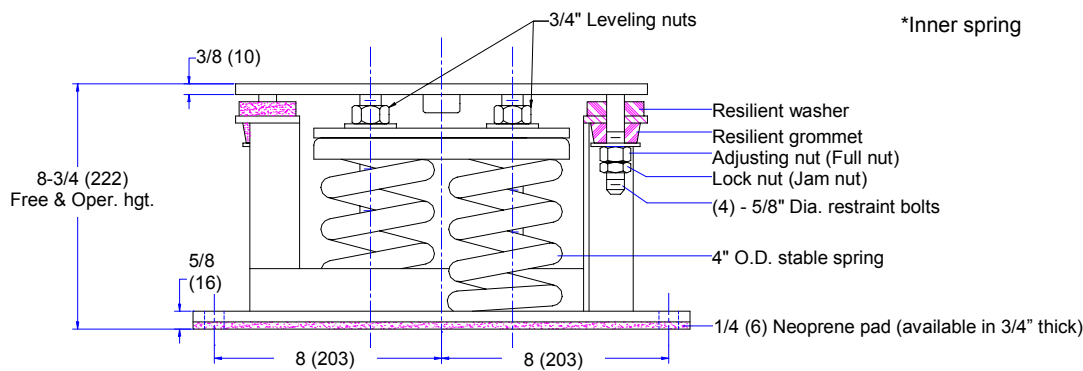 3/4" Leveling nuts
*Inner spring
3/8 (10)
Resilient washer
Resilient grommet
Adjusting nut (Full nut)
Lock nut (Jam nut)
8-3/4 (222)
Free & Oper. hgt.
(4) - 5/8" Dia. restraint bolts
4" O.D. stable spring
5/8
(16)
1/4 (6) Neoprene pad (available in 3/4” thick)
8 (203)
8 (203)